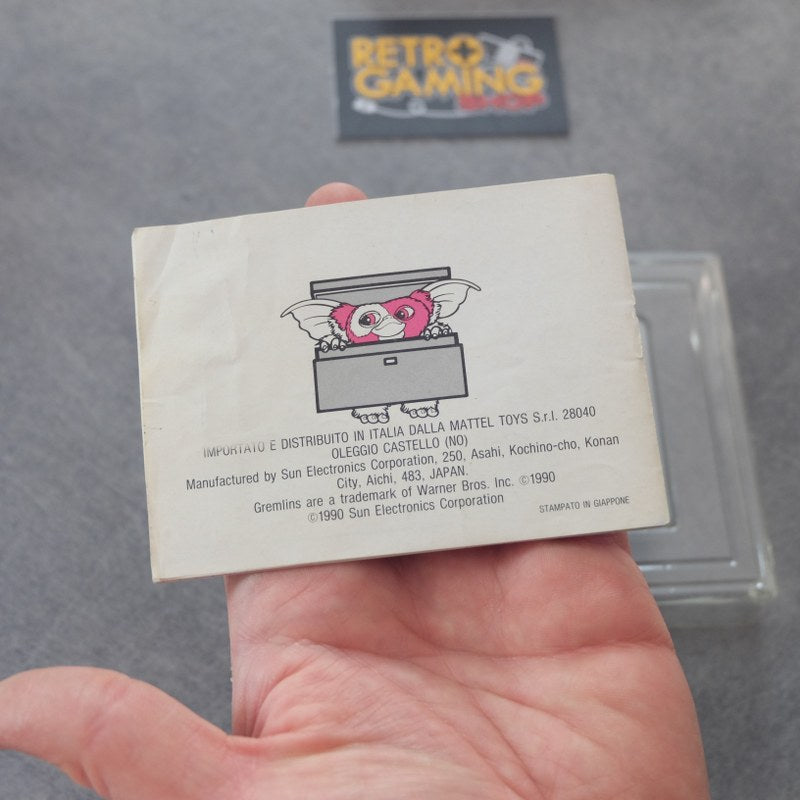 RETRO
GAMING
SHOP
IMPORTATO E DISTRIBUITO IN ITALIA DALLA MATTEL TOYS S.r.l. 28040
OLEGGIO CASTELLO (NO)
Manufactured by Sun Electronics Corporation, 250, Asahi, Kochino-cho, Konan
City, Aichi, 483, JAPAN.
Gremlins are a trademark of Warner Bros. Inc. ©1990
©1990 Sun Electronics Corporation
STAMPATO IN GIAPPONE